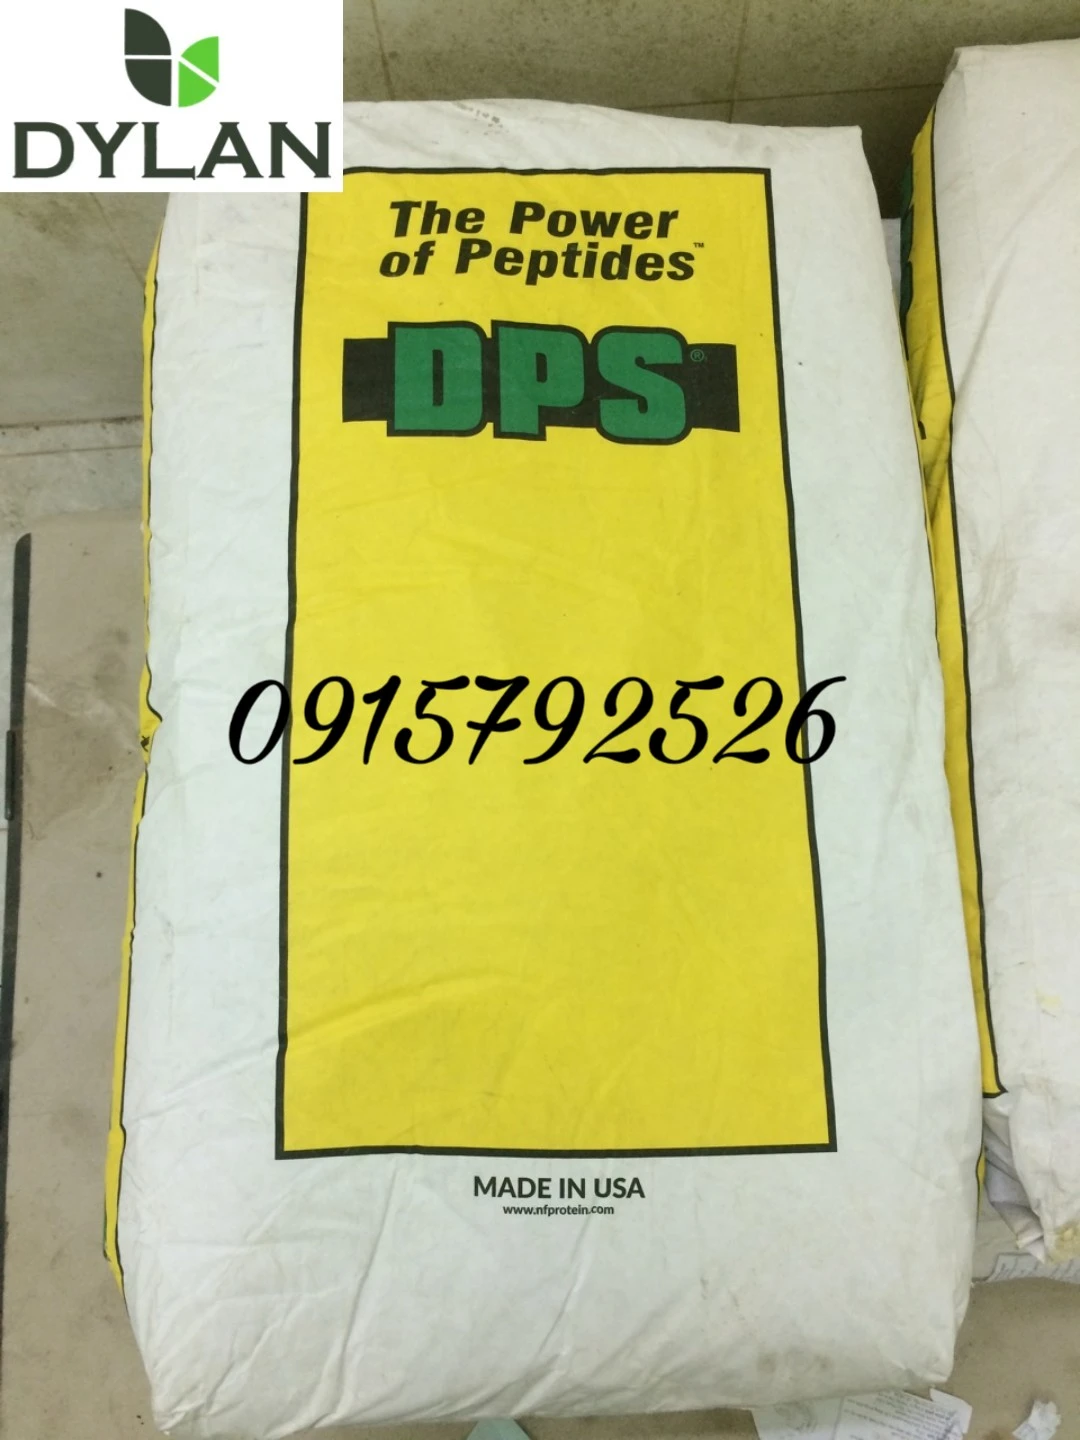 DYLAN
The Power
of Peptides™
DPS®
0915792526
MADE IN USA
www.nfprotein.com